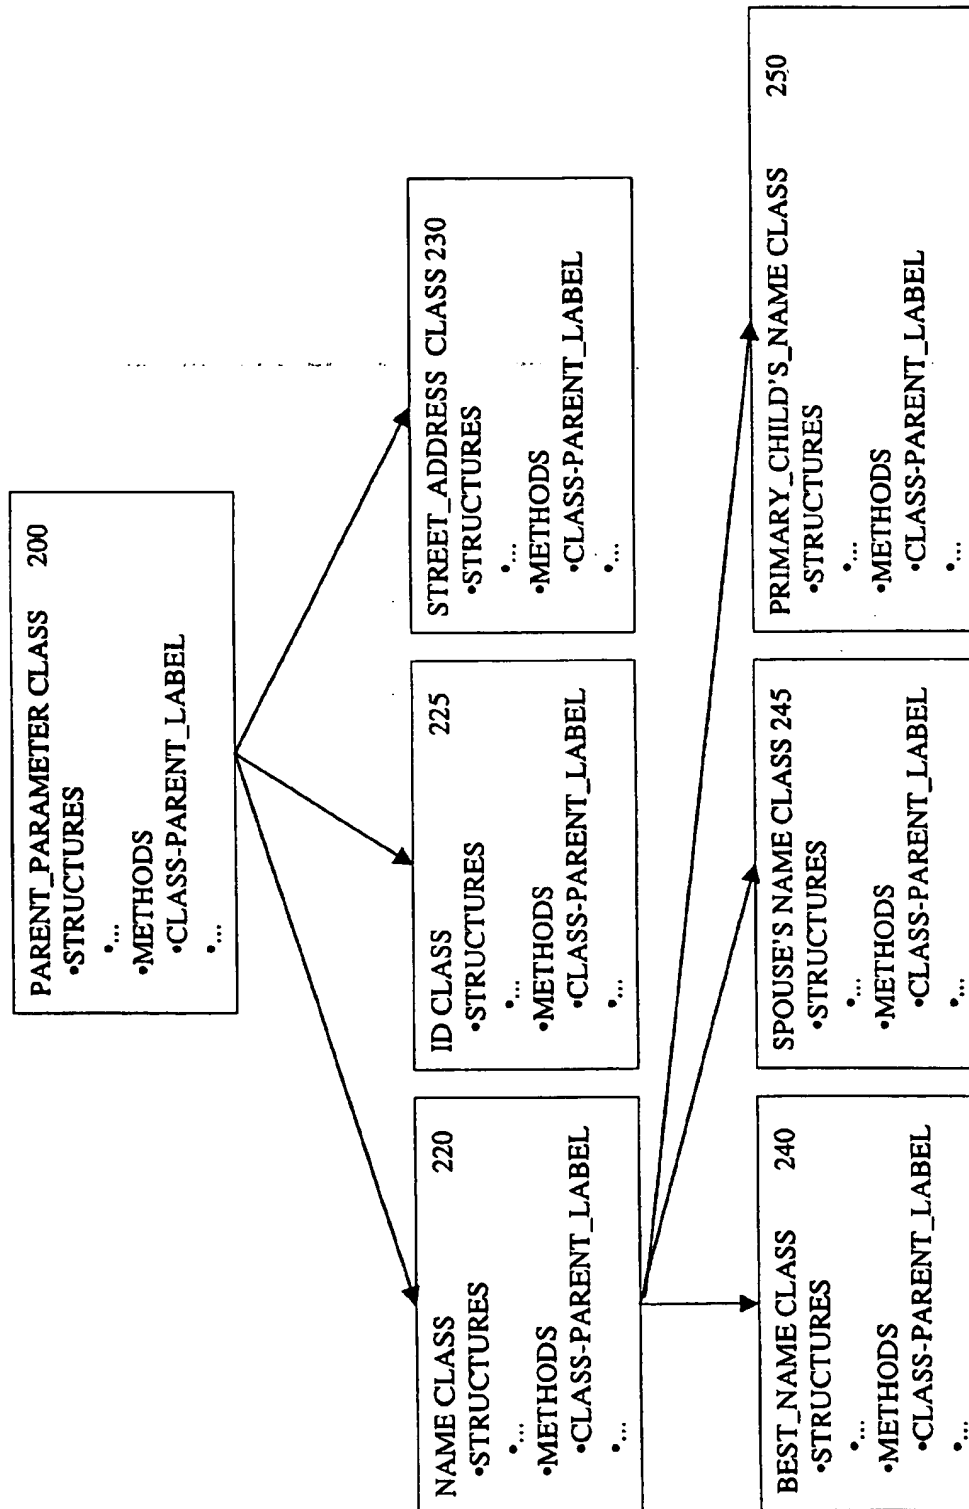 PARENT_PARAMETER CLASS 200
•STRUCTURES
•...
•METHODS
•CLASS-PARENT_LABEL
•...
NAME CLASS 220
•STRUCTURES
•...
•METHODS
•CLASS-PARENT_LABEL
•...
ID CLASS 225
•STRUCTURES
•...
•METHODS
•CLASS-PARENT_LABEL
•...
STREET_ADDRESS CLASS 230
•STRUCTURES
•...
•METHODS
•CLASS-PARENT_LABEL
•...
BEST_NAME CLASS 240
•STRUCTURES
•...
•METHODS
•CLASS-PARENT_LABEL
•...
SPOUSE'S NAME CLASS 245
•STRUCTURES
•...
•METHODS
•CLASS-PARENT_LABEL
•...
PRIMARY_CHILD'S_NAME CLASS 250
•STRUCTURES
•...
•METHODS
•CLASS-PARENT_LABEL
•...